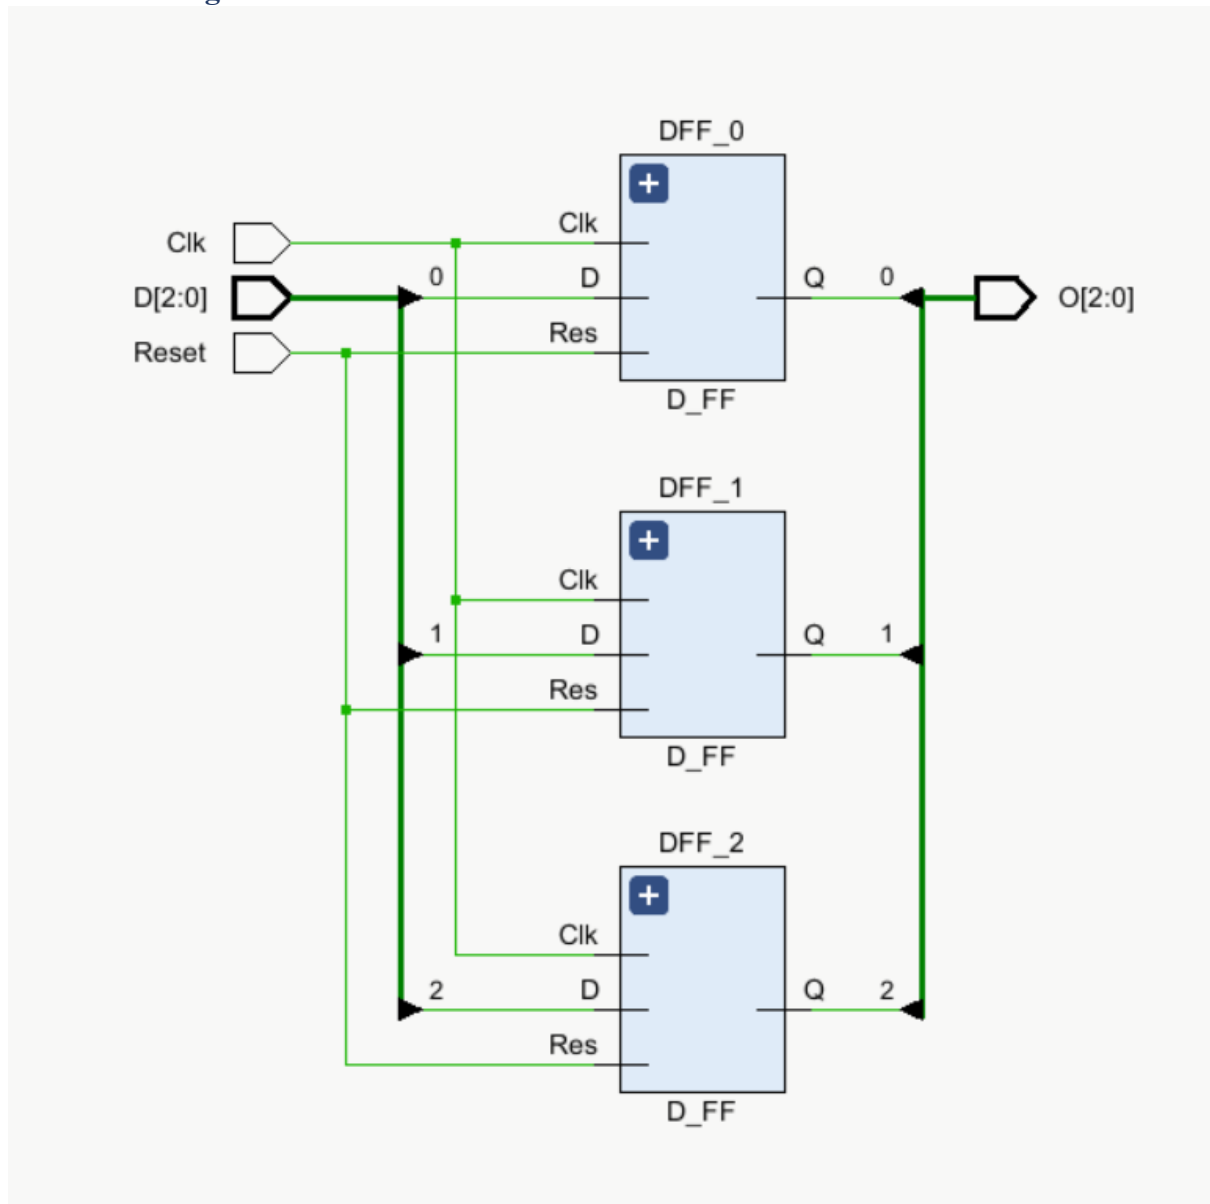 DFF_0
Clk
Clk
D[2:0]
0
D
Q
0
O[2:0]
Reset
Res
D_FF
DFF_1
Clk
1
D
Q
1
Res
D_FF
DFF_2
Clk
2
D
Q
2
Res
D_FF